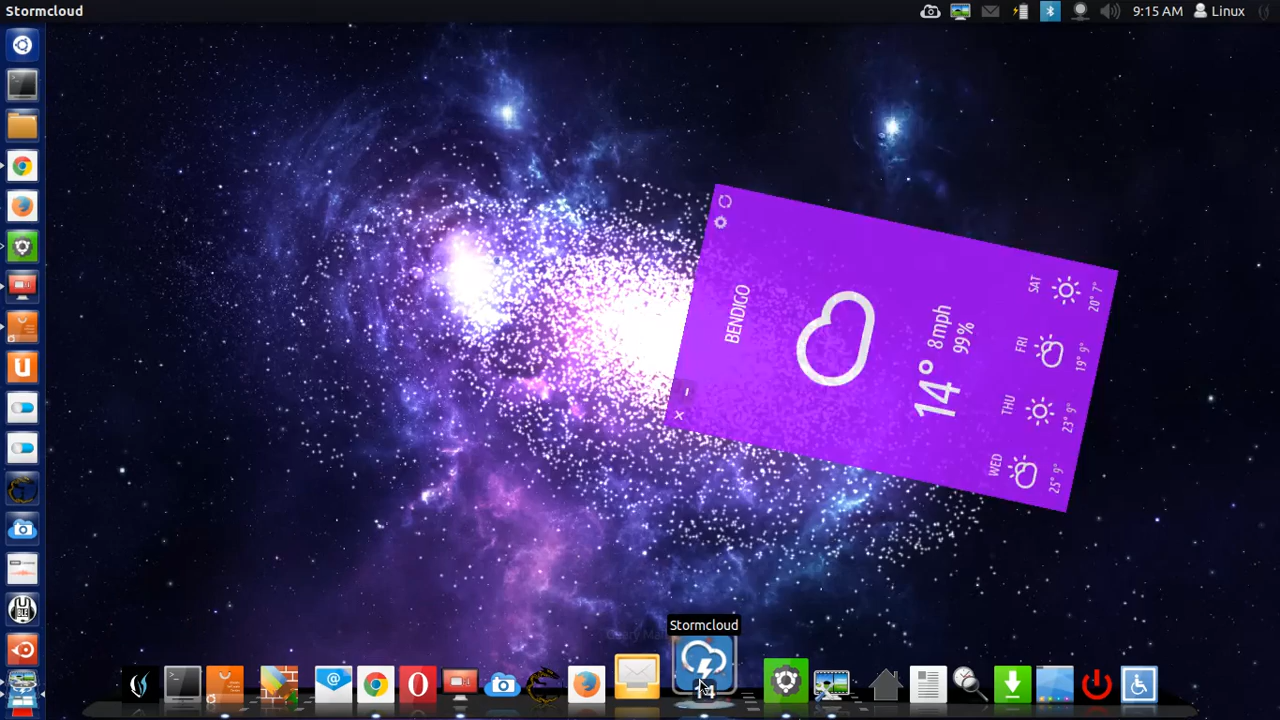 Stormcloud
9:15 AM
Linux
BENDIGO
14°
8mph
99%
WED
25° 9°
THU
23° 9°
FRI
19° 9°
SAT
20° 7°
Stormcloud